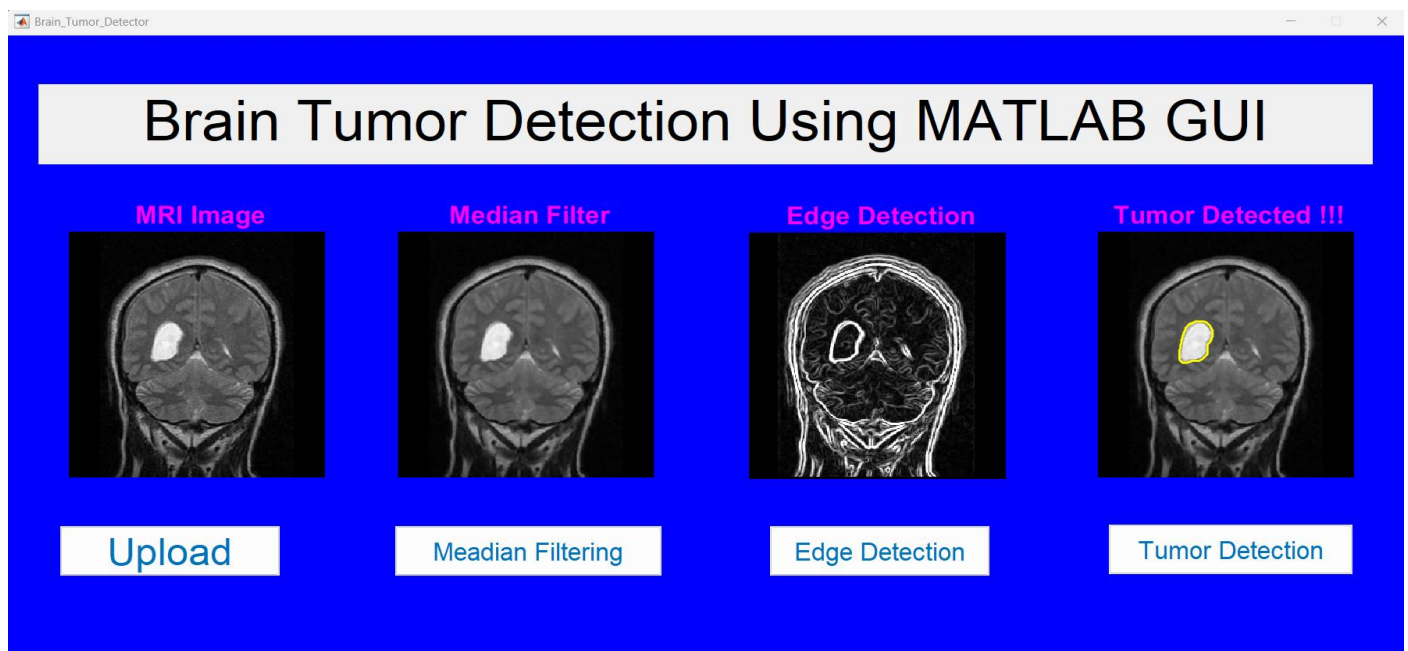 Brain_Tumor_Detector
Brain Tumor Detection Using MATLAB GUI
MRI Image
Median Filter
Edge Detection
Tumor Detected !!!
Upload
Meadian Filtering
Edge Detection
Tumor Detection